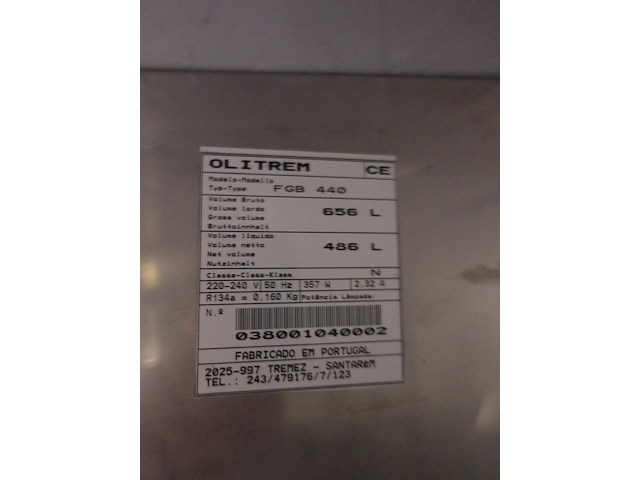 OLITREM CE
Modelo-Modello
Typ-Type FGB 440
Volume Bruto
Volume lordo
Gross volume
Bruttoinnhalt
656 L
Volume líquido
Volume netto
Net volume
Nutzinhalt
486 L
Classe-Class-Klass N
220-240 V 50 Hz 357 W 2.32 A
R134a = 0,160 Kg Potência Lâmpada:
N.º
038001040002
FABRICADO EM PORTUGAL
2025-997 TREMEZ - SANTARéM
TEL.: 243/479176/7/123